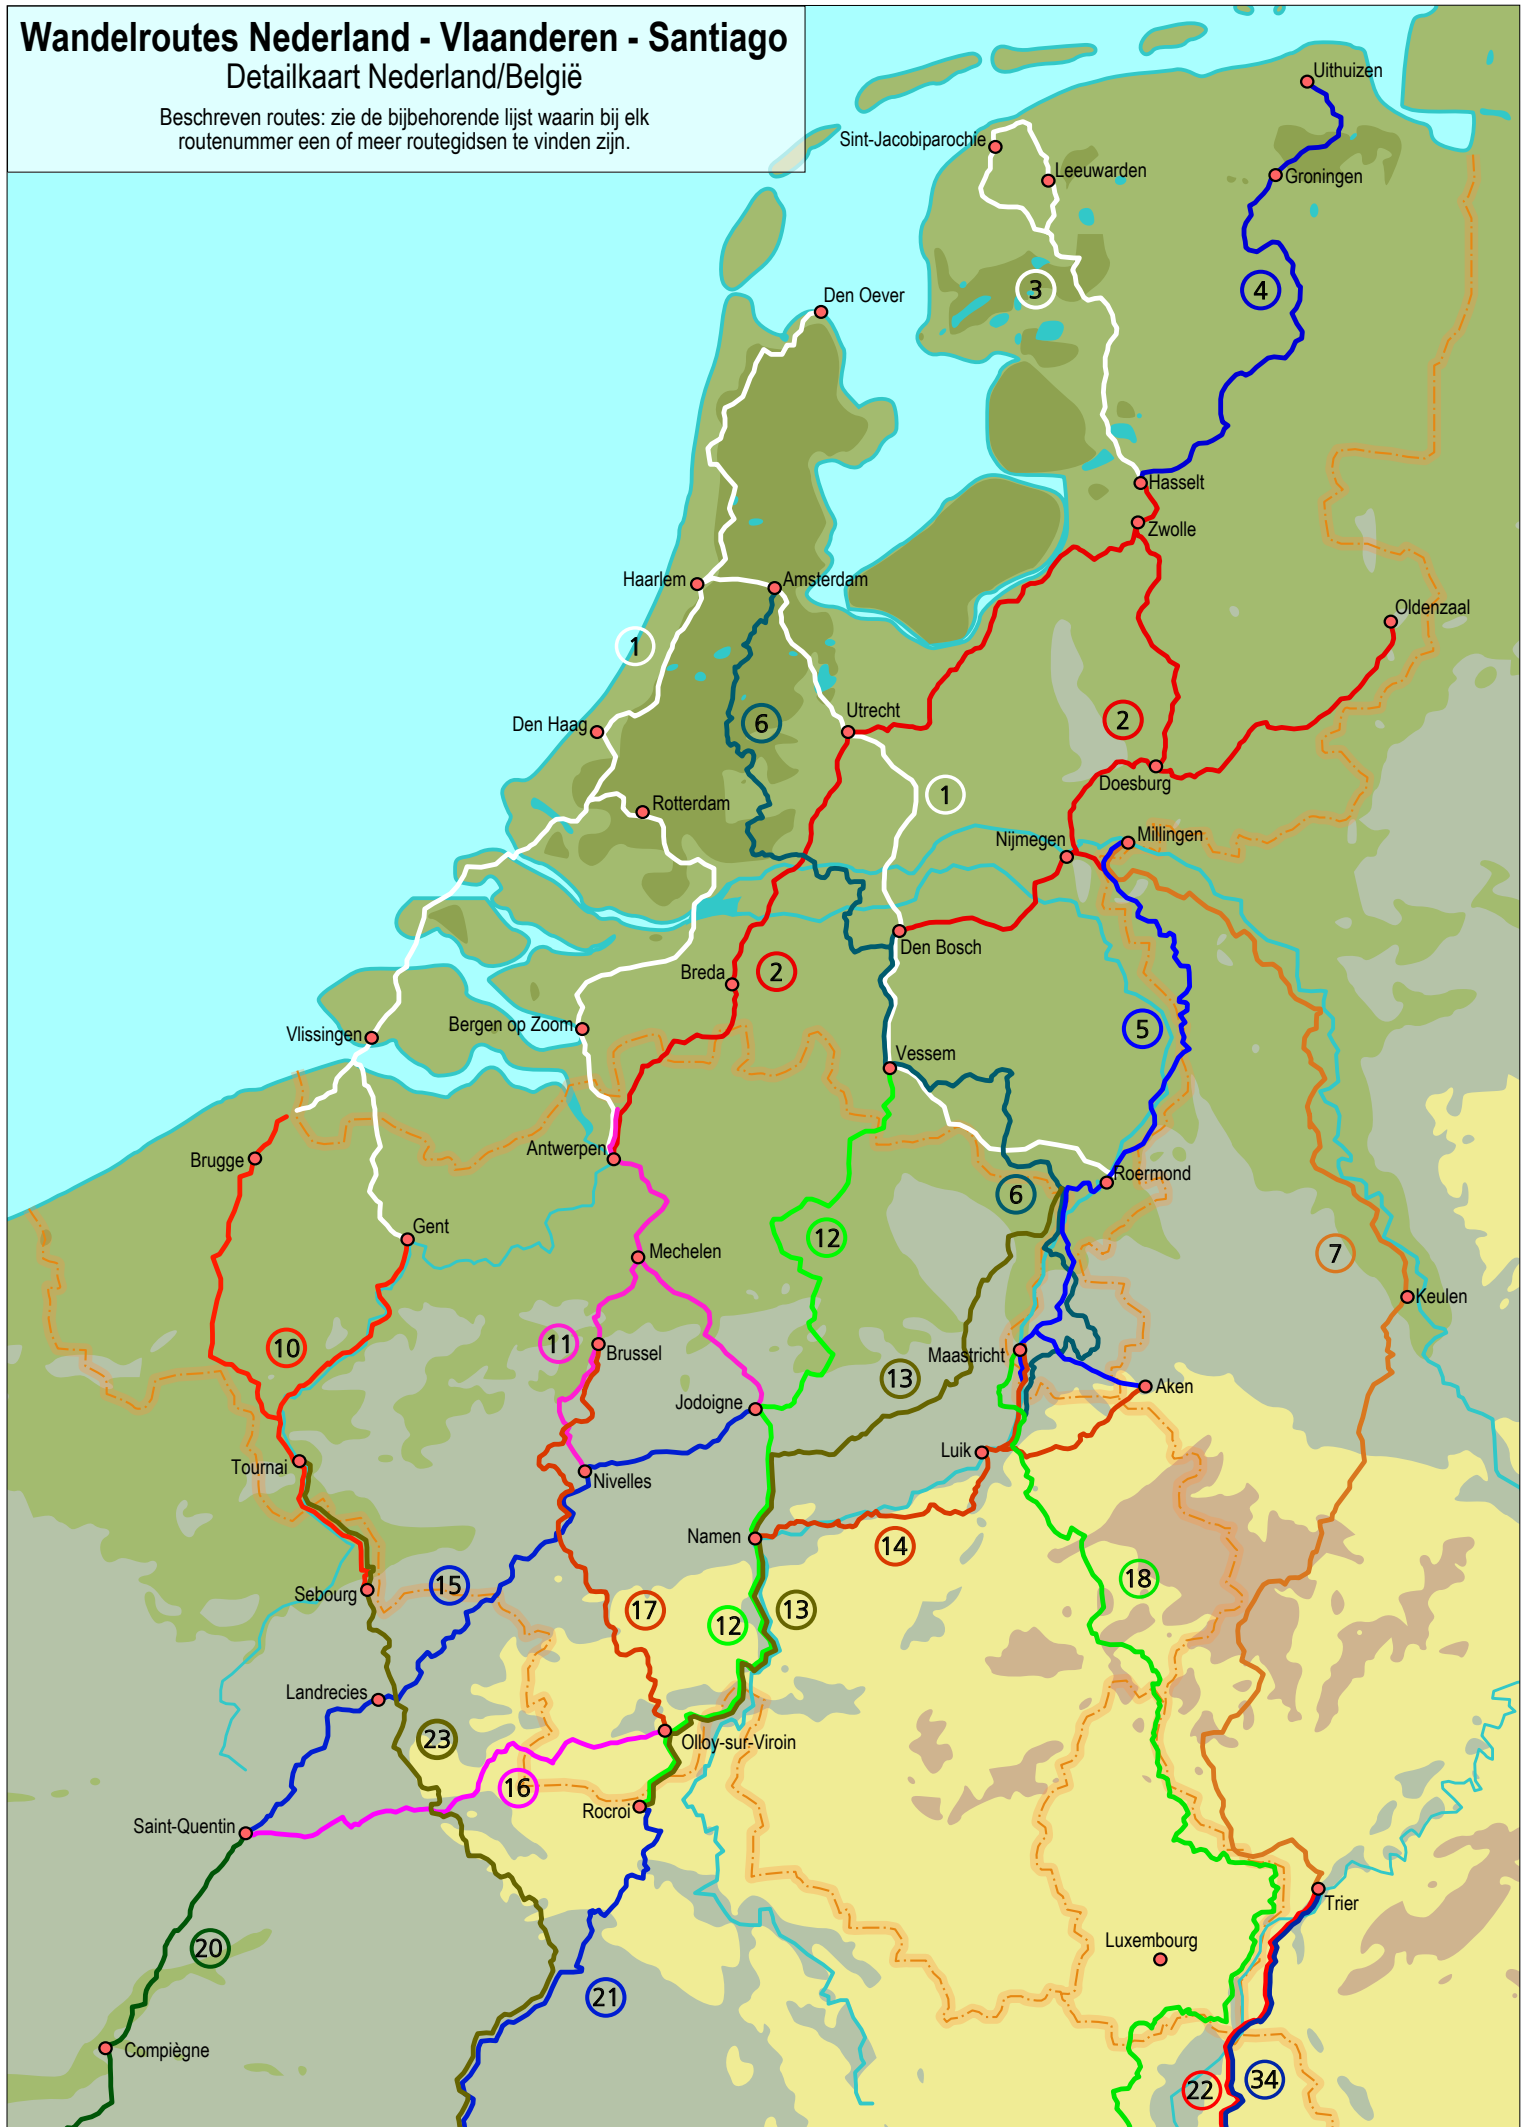 Wandelroutes Nederland - Vlaanderen - Santiago
Detailkaart Nederland/België
Beschreven routes: zie de bijbehorende lijst waarin bij elk
routenummer een of meer routegidsen te vinden zijn.
Uithuizen
Sint-Jacobiparochie
Leeuwarden
Groningen
3
4
Den Oever
Hasselt
Zwolle
Haarlem
Amsterdam
Oldenzaal
1
6
Utrecht
2
Den Haag
Doesburg
1
Rotterdam
Nijmegen
Millingen
Den Bosch
Breda
2
Bergen op Zoom
5
Vlissingen
Vessem
Antwerpen
Brugge
Roermond
6
Gent
12
7
Mechelen
Keulen
10
11
Brussel
Maastricht
13
Aken
Jodoigne
Luik
Tournai
Nivelles
Namen
14
18
15
Sebourg
17
12
13
Landrecies
23
Olloy-sur-Viroin
16
Rocroi
Saint-Quentin
Trier
20
Luxembourg
21
Compiègne
22
34